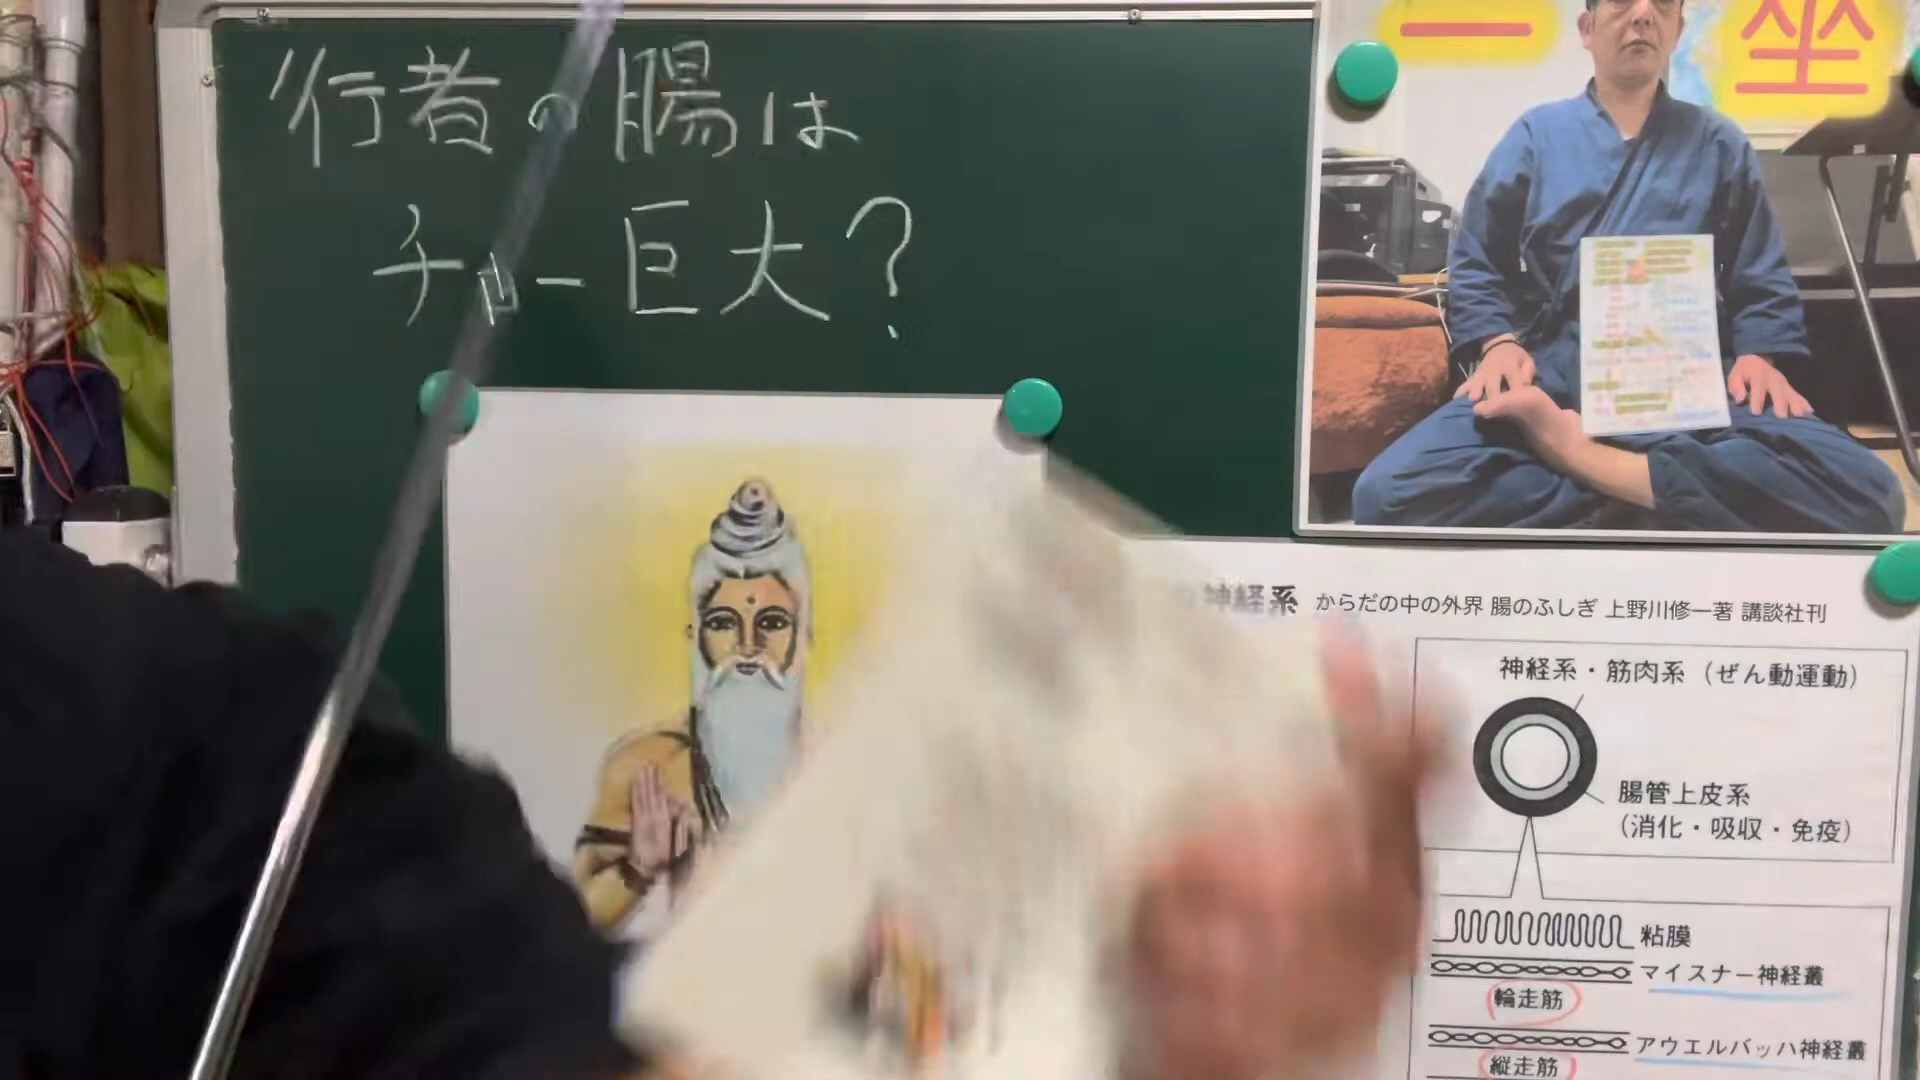 行者の腸は
チョー巨大?
一 坐
神経系 からだの中の外界 腸のふしぎ 上野川修一著 講談社刊
神経系・筋肉系(ぜん動運動)
腸管上皮系
(消化・吸収・免疫)
粘膜
マイスナー神経叢
輪走筋
アウエルバッハ神経叢
縦走筋